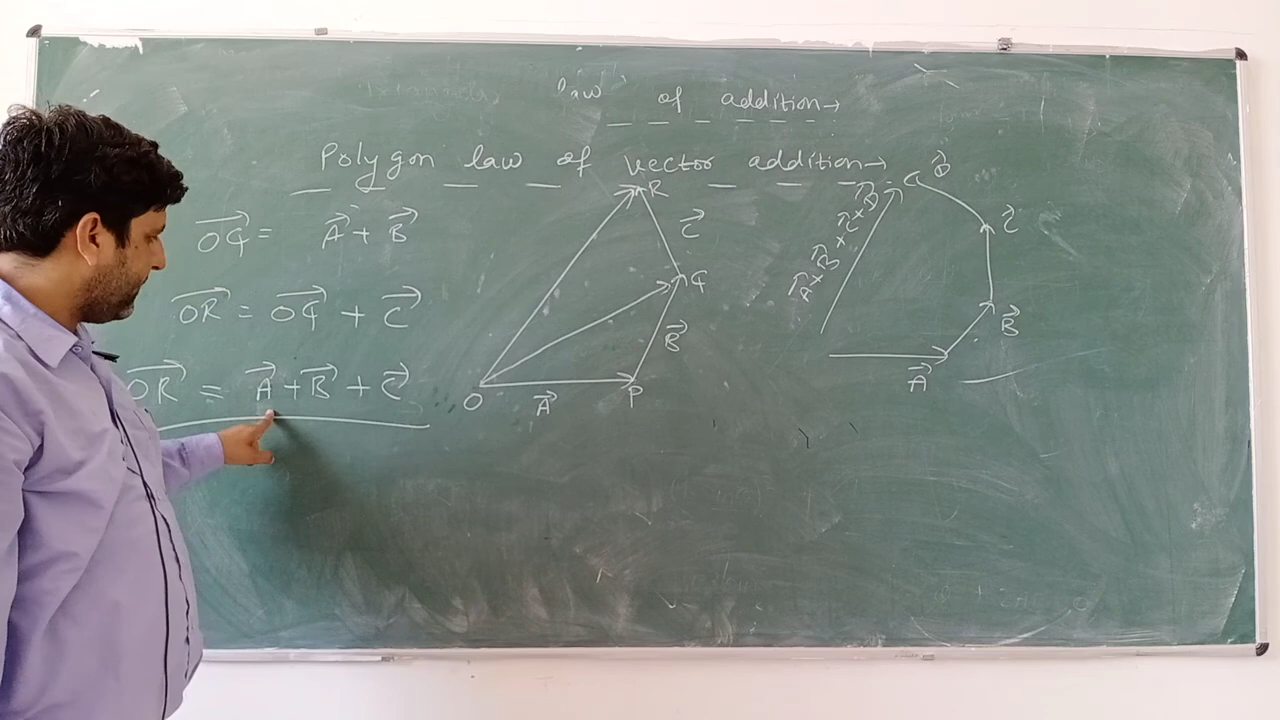 law of addition→
Polygon law of vector addition→
OQ⃗ = A⃗ + B⃗
OR⃗ = OQ⃗ + C⃗
OR⃗ = A⃗ + B⃗ + C⃗
R
C⃗
Q
B⃗
O
A⃗
P
D⃗
C⃗
A⃗ + B⃗ + C⃗ + D⃗
B⃗
A⃗